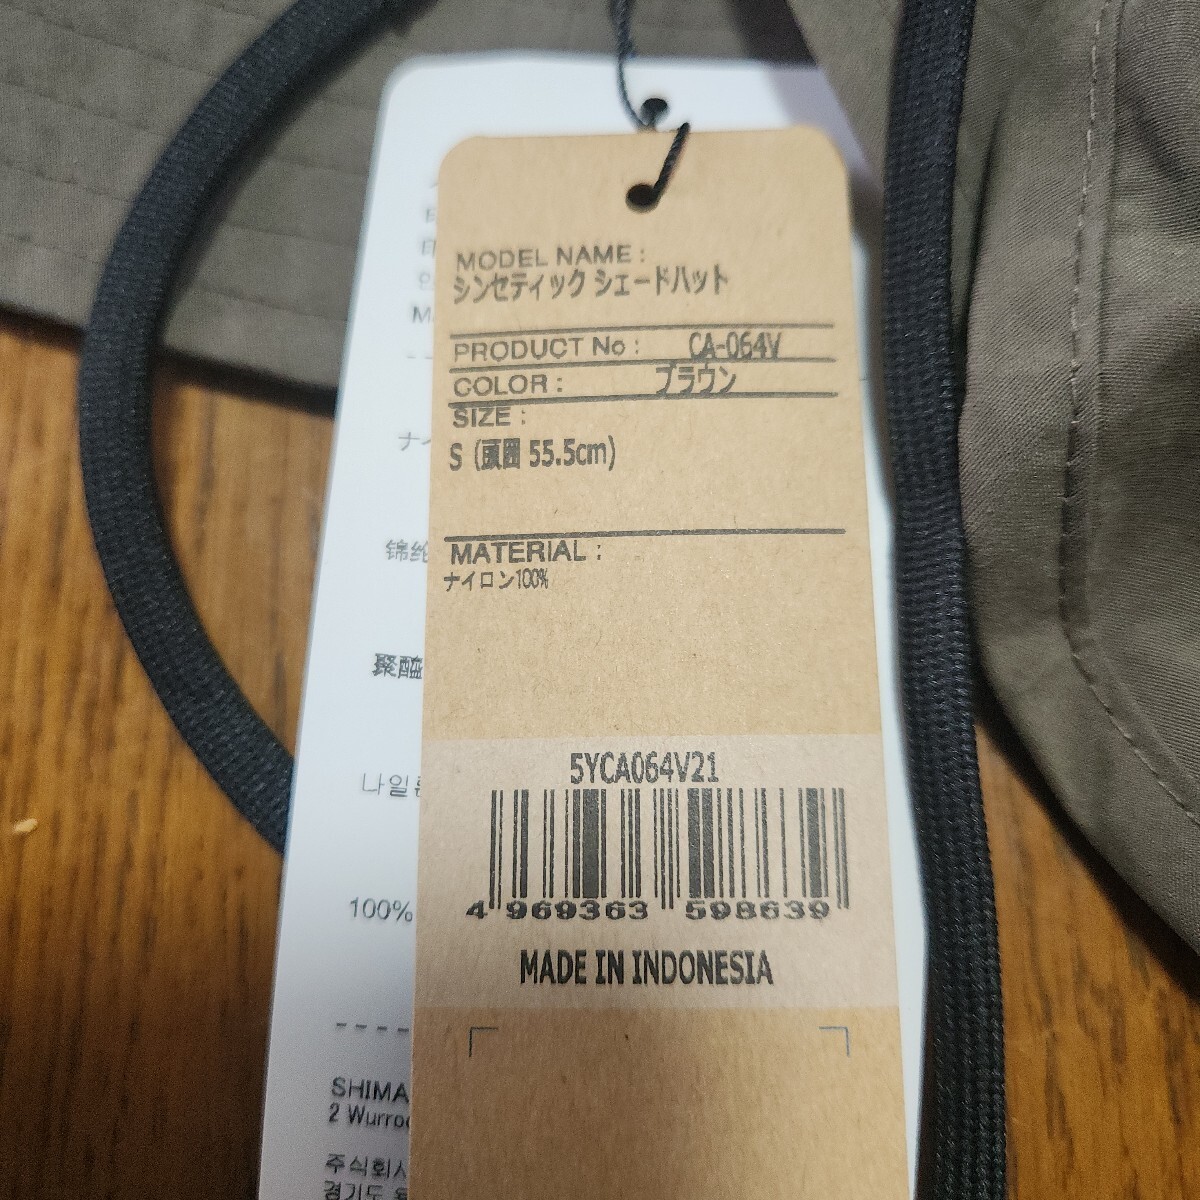 MODEL NAME :
シンセティック シェードハット
PRODUCT No : CA-064V
COLOR : ブラウン
SIZE :
S (頭囲 55.5cm)
MATERIAL :
ナイロン100%
5YCA064V21
4 969363 598639
MADE IN INDONESIA
100%
2